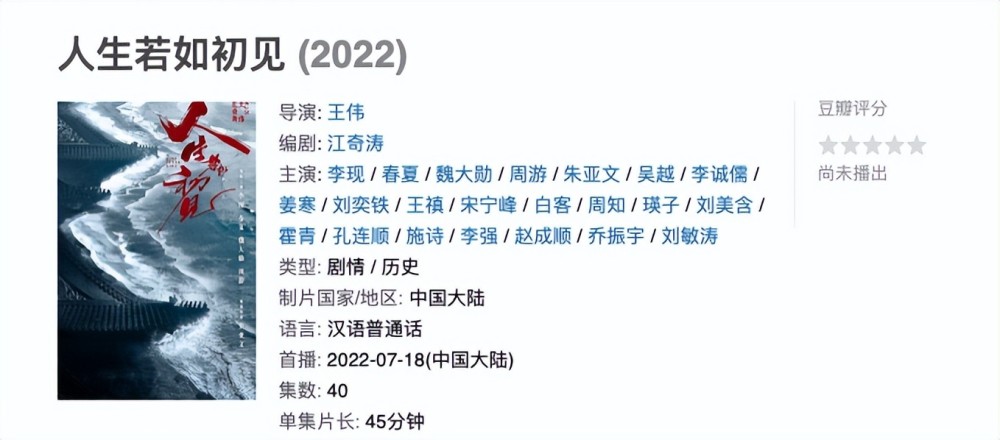 人生若如初见 (2022)
人生若如初见
导演: 王伟
编剧: 江奇涛
主演: 李现 / 春夏 / 魏大勋 / 周游 / 朱亚文 / 吴越 / 李诚儒 /
姜寒 / 刘奕铁 / 王禛 / 宋宁峰 / 白客 / 周知 / 瑛子 / 刘美含 /
霍青 / 孔连顺 / 施诗 / 李强 / 赵成顺 / 乔振宇 / 刘敏涛
类型: 剧情 / 历史
制片国家/地区: 中国大陆
语言: 汉语普通话
首播: 2022-07-18(中国大陆)
集数: 40
单集片长: 45分钟
豆瓣评分
尚未播出